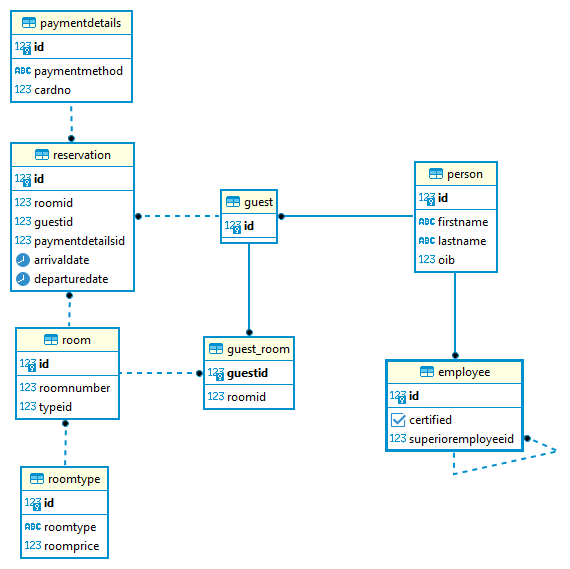 paymentdetails
123 id
ABC paymentmethod
123 cardno
reservation
123 id
123 roomid
123 guestid
123 paymentdetailsid
arrivaldate
departuredate
guest
123 id
person
123 id
ABC firstname
ABC lastname
123 oib
room
123 id
123 roomnumber
123 typeid
guest_room
123 guestid
123 roomid
employee
123 id
certified
123 superioremployeeid
roomtype
123 id
ABC roomtype
123 roomprice